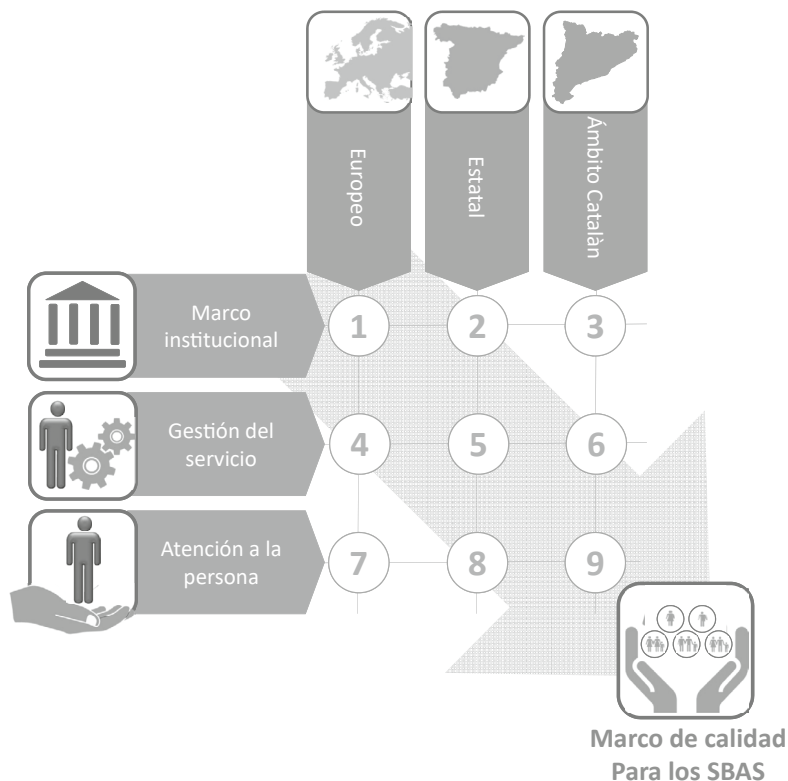 Europeo
Estatal
Ámbito Catalàn
Marco
institucional
1
2
3
Gestión del
servicio
4
5
6
Atención a la
persona
7
8
9
Marco de calidad
Para los SBAS